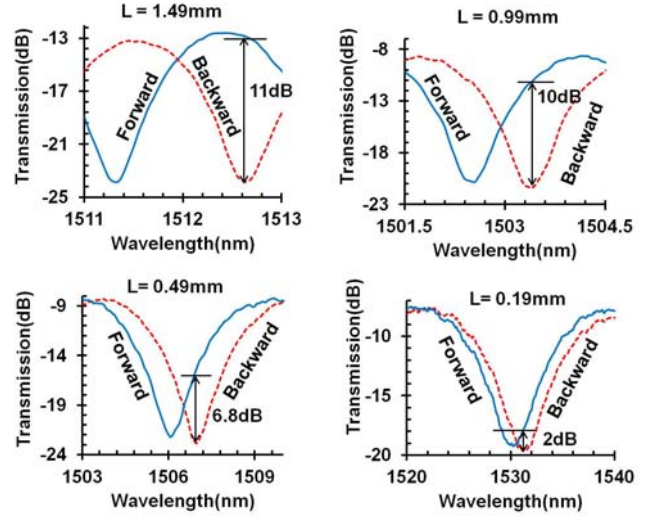 L = 1.49mm
Transmission(dB)
-13
-17
-21
-25
Forward
Backward
11dB
1511
1512
1513
Wavelength(nm)
L = 0.99mm
Transmission(dB)
-8
-13
-18
-23
Forward
10dB
Backward
1501.5
1503
1504.5
Wavelength(nm)
L= 0.49mm
Transmission(dB)
-9
-14
-19
-24
Forward
Backward
6.8dB
1503
1506
1509
Wavelength(nm)
L= 0.19mm
Transmission(dB)
-10
-15
-20
Forward
Backward
2dB
1520
1530
1540
Wavelength(nm)